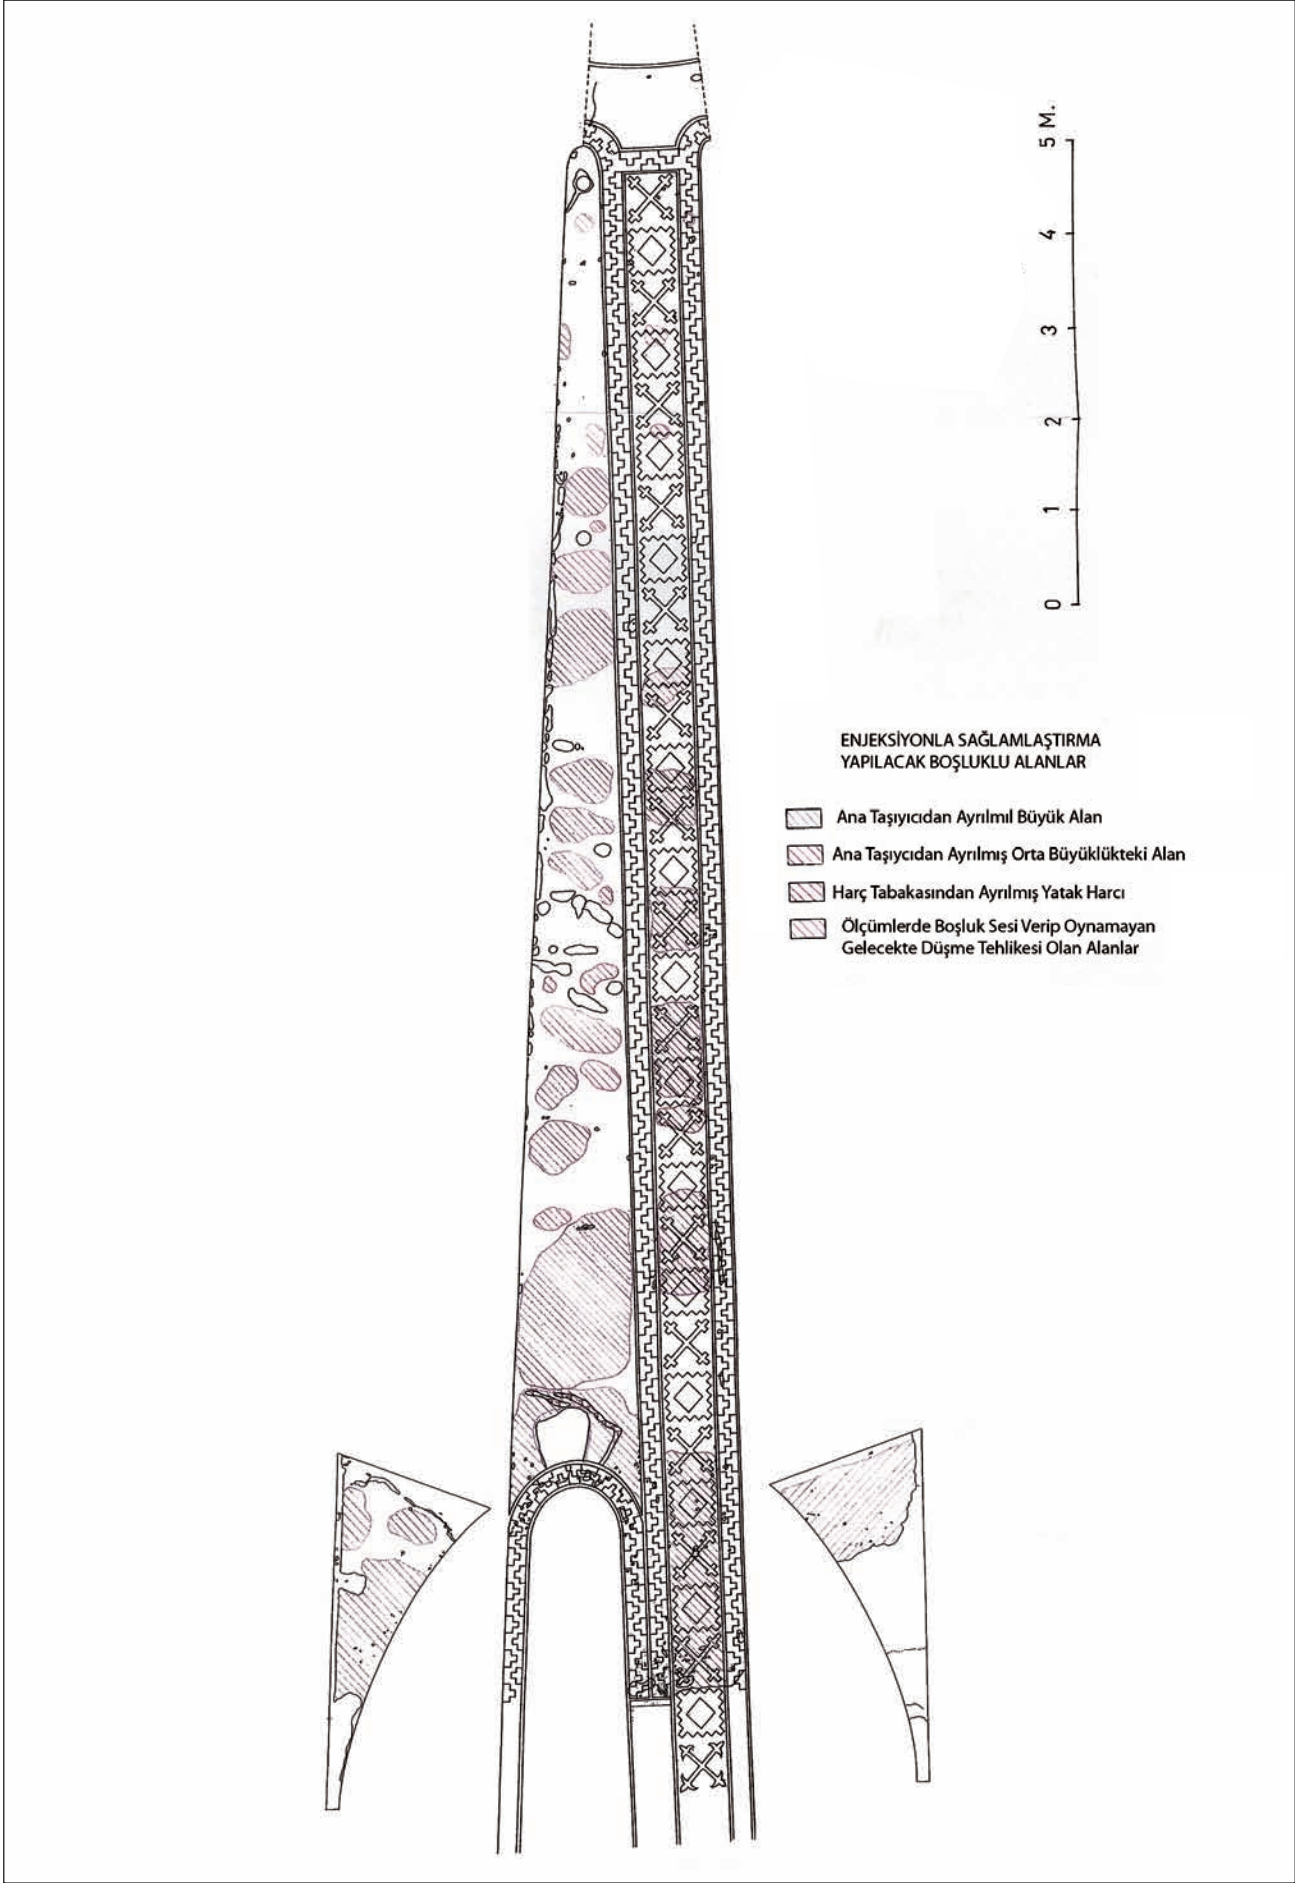 5 M.
4
3
2
1
0
ENJEKSİYONLA SAĞLAMLAŞTIRMA
YAPILACAK BOŞLUKLU ALANLAR
Ana Taşıyıcıdan Ayrılmıl Büyük Alan
Ana Taşıycıdan Ayrılmış Orta Büyüklükteki Alan
Harç Tabakasından Ayrılmış Yatak Harcı
Ölçümlerde Boşluk Sesi Verip Oynamayan
Gelecekte Düşme Tehlikesi Olan Alanlar